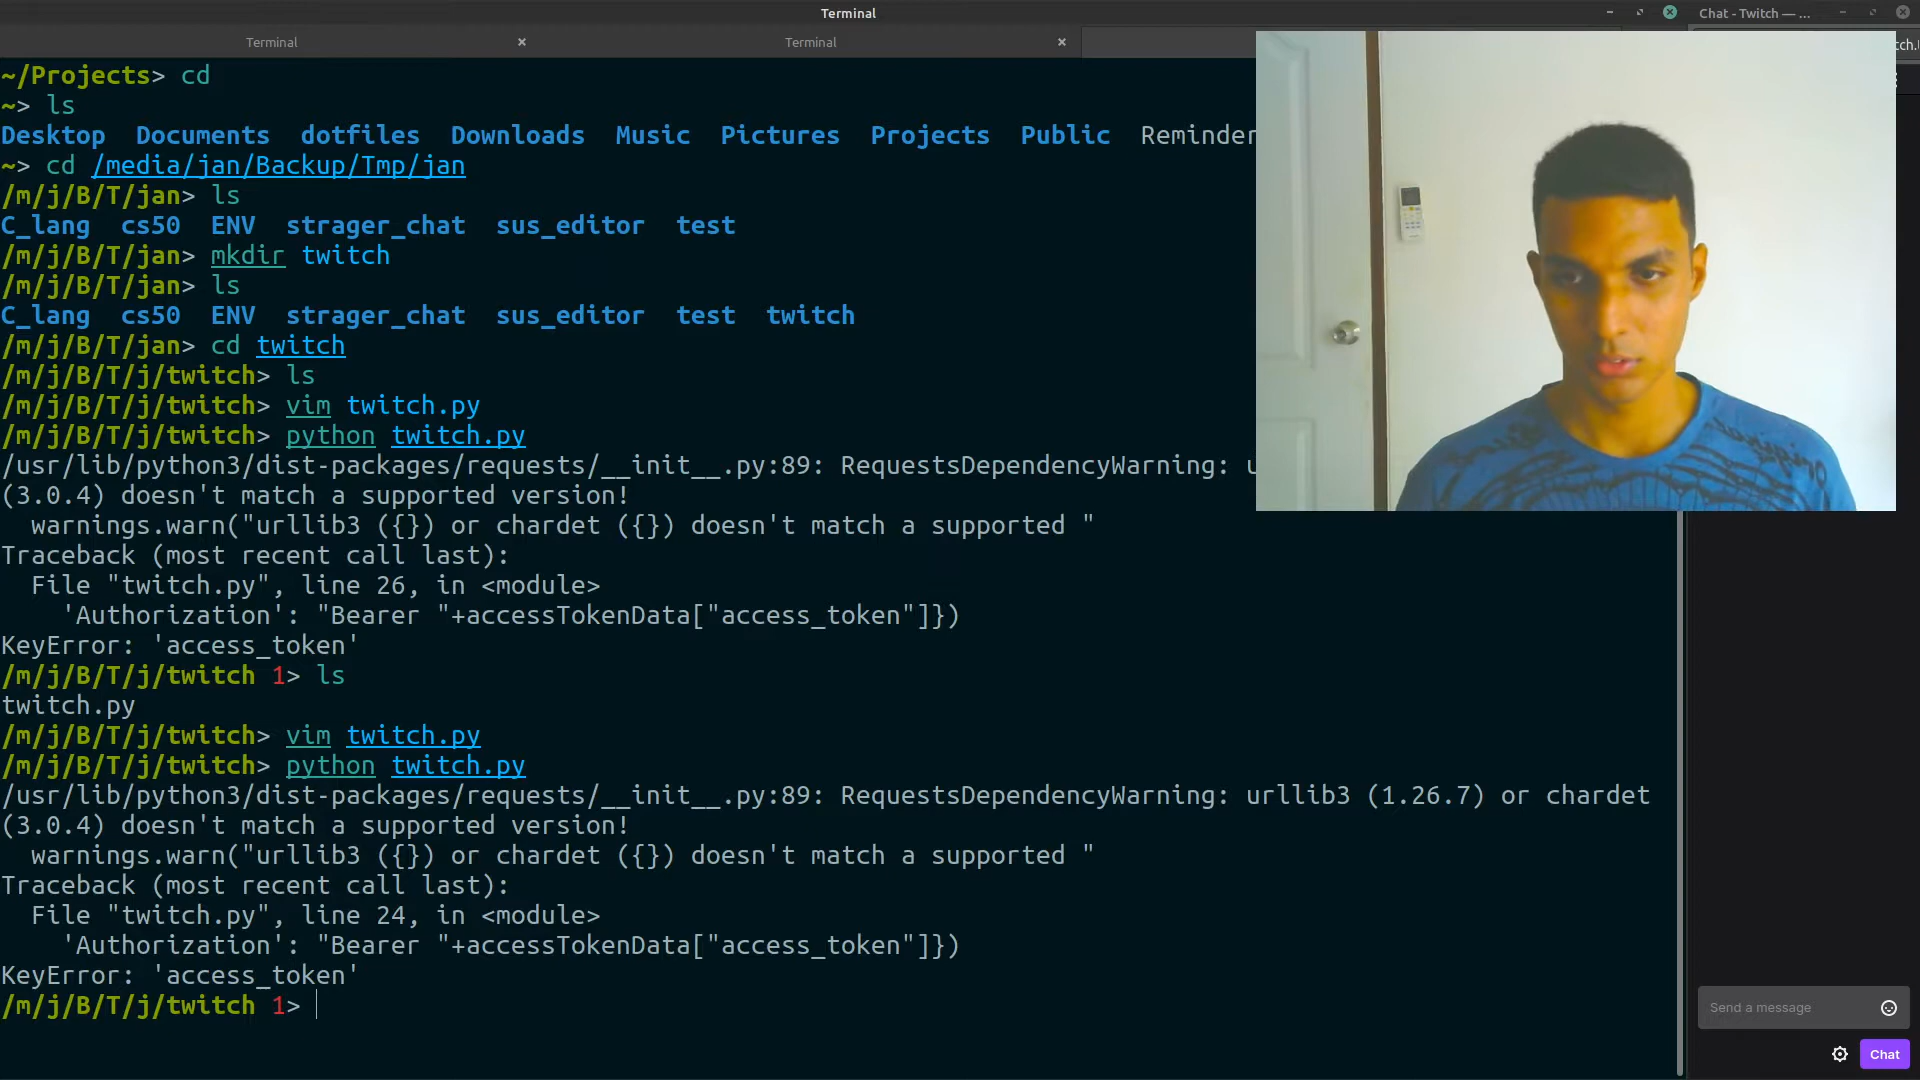 Terminal
Chat - Twitch — ...
Terminal
Terminal
~/Projects> cd
~> ls
Desktop  Documents  dotfiles  Downloads  Music  Pictures  Projects  Public
~> cd /media/jan/Backup/Tmp/jan
/m/j/B/T/jan> ls
C_lang  cs50  ENV  strager_chat  sus_editor  test
/m/j/B/T/jan> mkdir twitch
/m/j/B/T/jan> ls
C_lang  cs50  ENV  strager_chat  sus_editor  test  twitch
/m/j/B/T/jan> cd twitch
/m/j/B/T/j/twitch> ls
/m/j/B/T/j/twitch> vim twitch.py
/m/j/B/T/j/twitch> python twitch.py
/usr/lib/python3/dist-packages/requests/__init__.py:89: RequestsDependencyWarning:
(3.0.4) doesn't match a supported version!
warnings.warn("urllib3 ({}) or chardet ({}) doesn't match a supported "
Traceback (most recent call last):
File "twitch.py", line 26, in <module>
'Authorization': "Bearer "+accessTokenData["access_token"]})
KeyError: 'access_token'
/m/j/B/T/j/twitch 1> ls
twitch.py
/m/j/B/T/j/twitch> vim twitch.py
/m/j/B/T/j/twitch> python twitch.py
/usr/lib/python3/dist-packages/requests/__init__.py:89: RequestsDependencyWarning: urllib3 (1.26.7) or chardet
(3.0.4) doesn't match a supported version!
warnings.warn("urllib3 ({}) or chardet ({}) doesn't match a supported "
Traceback (most recent call last):
File "twitch.py", line 24, in <module>
'Authorization': "Bearer "+accessTokenData["access_token"]})
KeyError: 'access_token'
/m/j/B/T/j/twitch 1>
Send a message
Chat